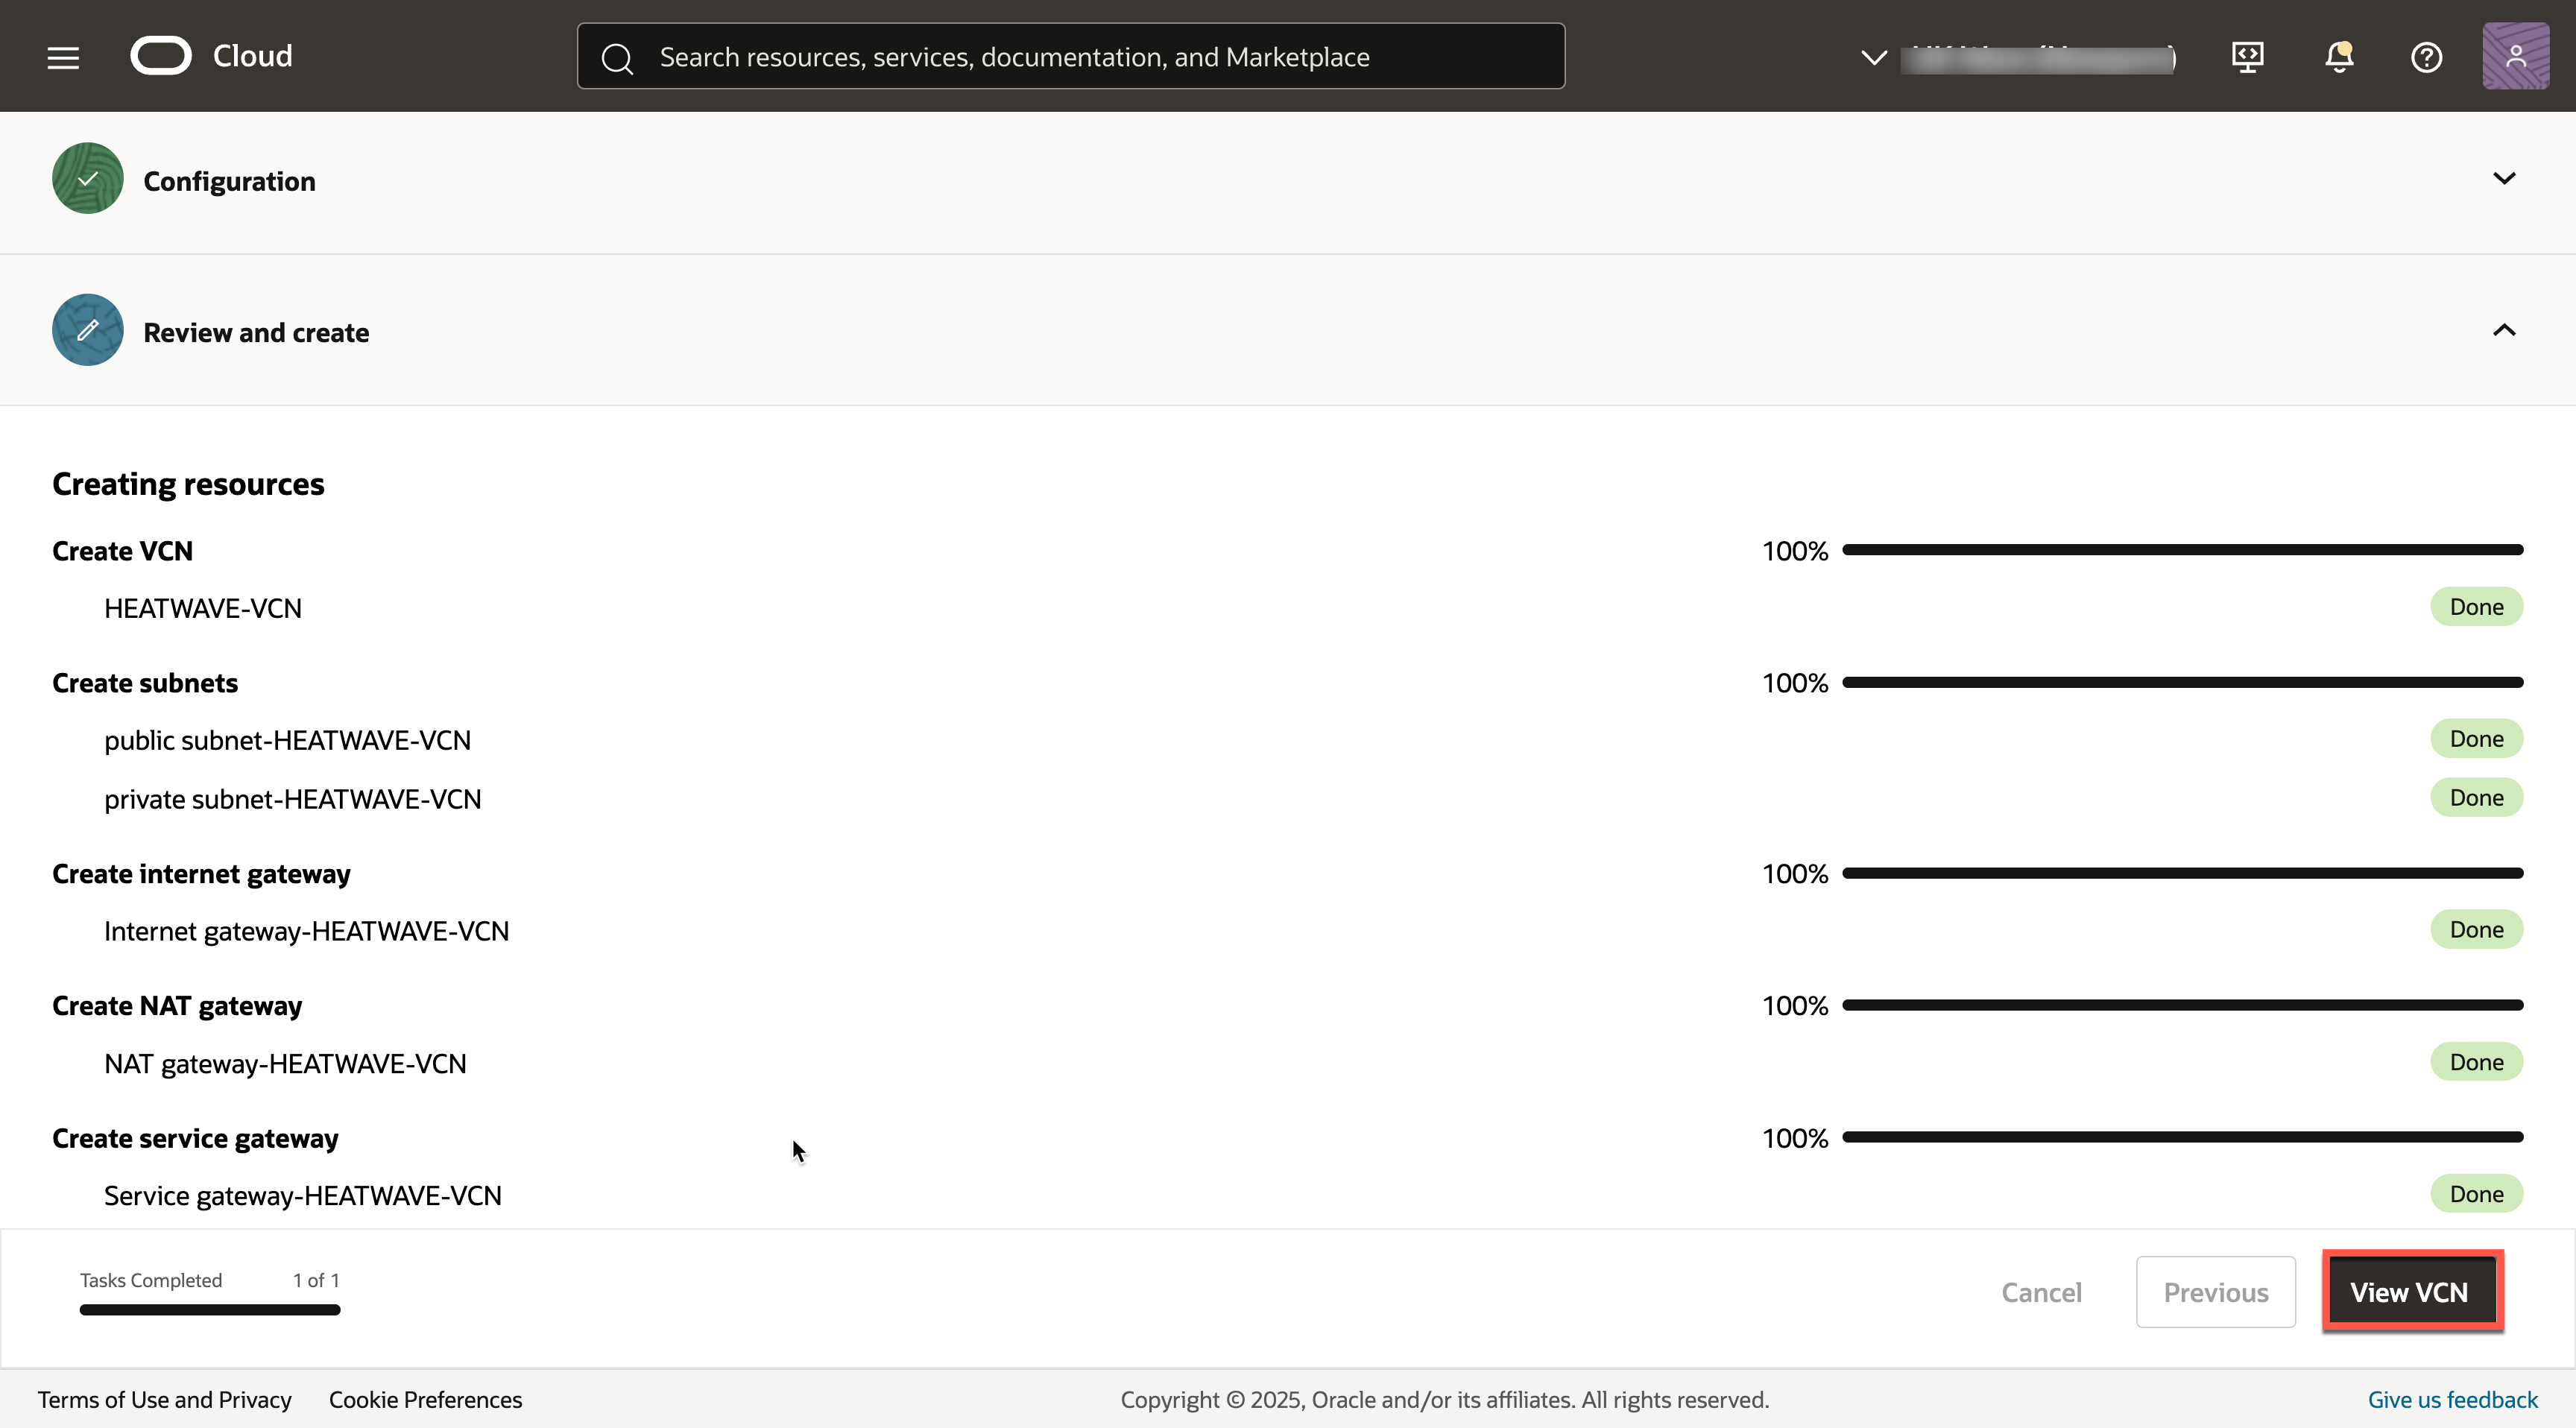 Cloud
Search resources, services, documentation, and Marketplace
Configuration
Review and create
Creating resources
Create VCN 100%
HEATWAVE-VCN Done
Create subnets 100%
public subnet-HEATWAVE-VCN Done
private subnet-HEATWAVE-VCN Done
Create internet gateway 100%
Internet gateway-HEATWAVE-VCN Done
Create NAT gateway 100%
NAT gateway-HEATWAVE-VCN Done
Create service gateway 100%
Service gateway-HEATWAVE-VCN Done
Tasks Completed 1 of 1
Cancel Previous View VCN
Terms of Use and Privacy Cookie Preferences Copyright © 2025, Oracle and/or its affiliates. All rights reserved. Give us feedback